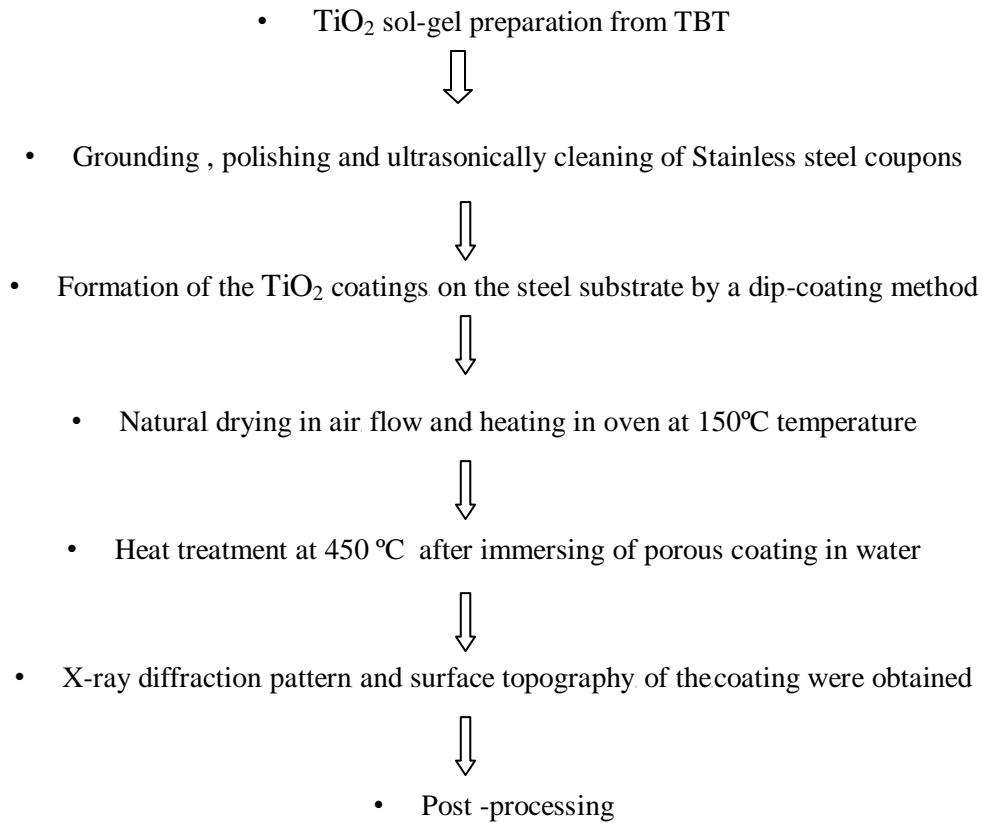 • TiO₂ sol-gel preparation from TBT
• Grounding , polishing and ultrasonically cleaning of Stainless steel coupons
• Formation of the TiO₂ coatings on the steel substrate by a dip-coating method
• Natural drying in air flow and heating in oven at 150ºC temperature
• Heat treatment at 450 ºC after immersing of porous coating in water
• X-ray diffraction pattern and surface topography of the coating were obtained
• Post -processing